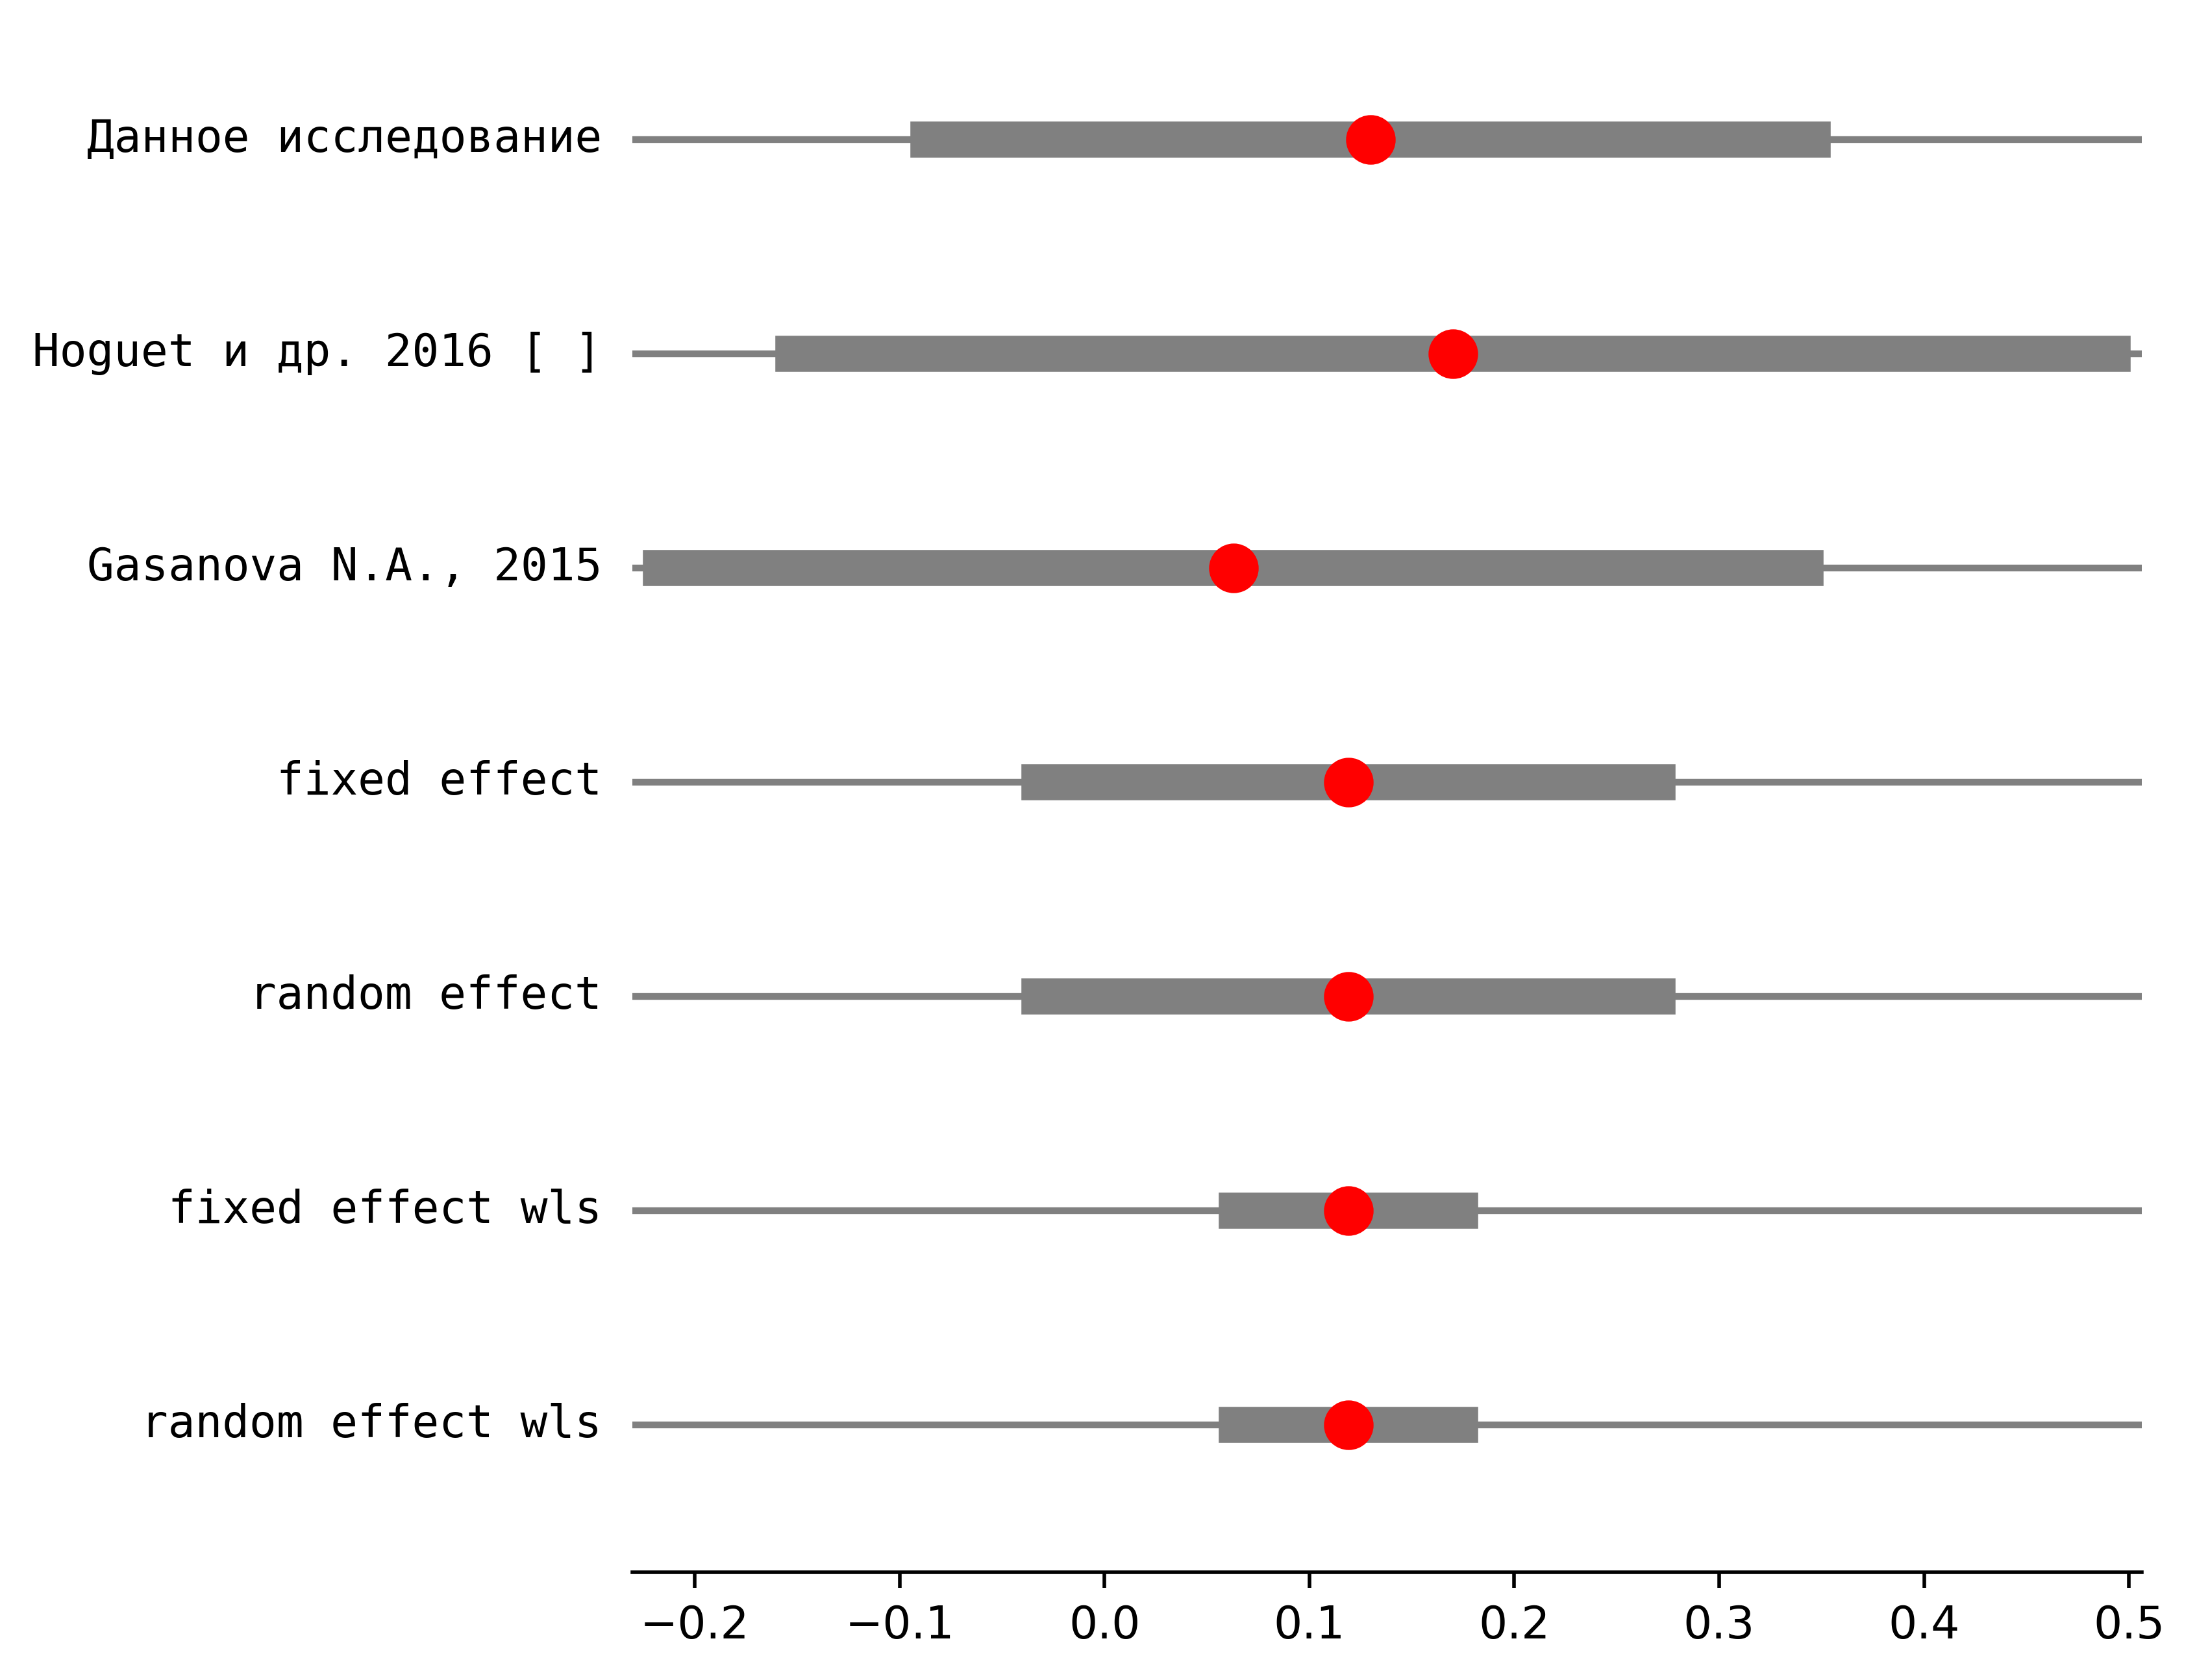 Данное исследование
Hoguet и др. 2016 [ ]
Gasanova N.A., 2015
fixed effect
random effect
fixed effect wls
random effect wls
−0.2 −0.1 0.0 0.1 0.2 0.3 0.4 0.5